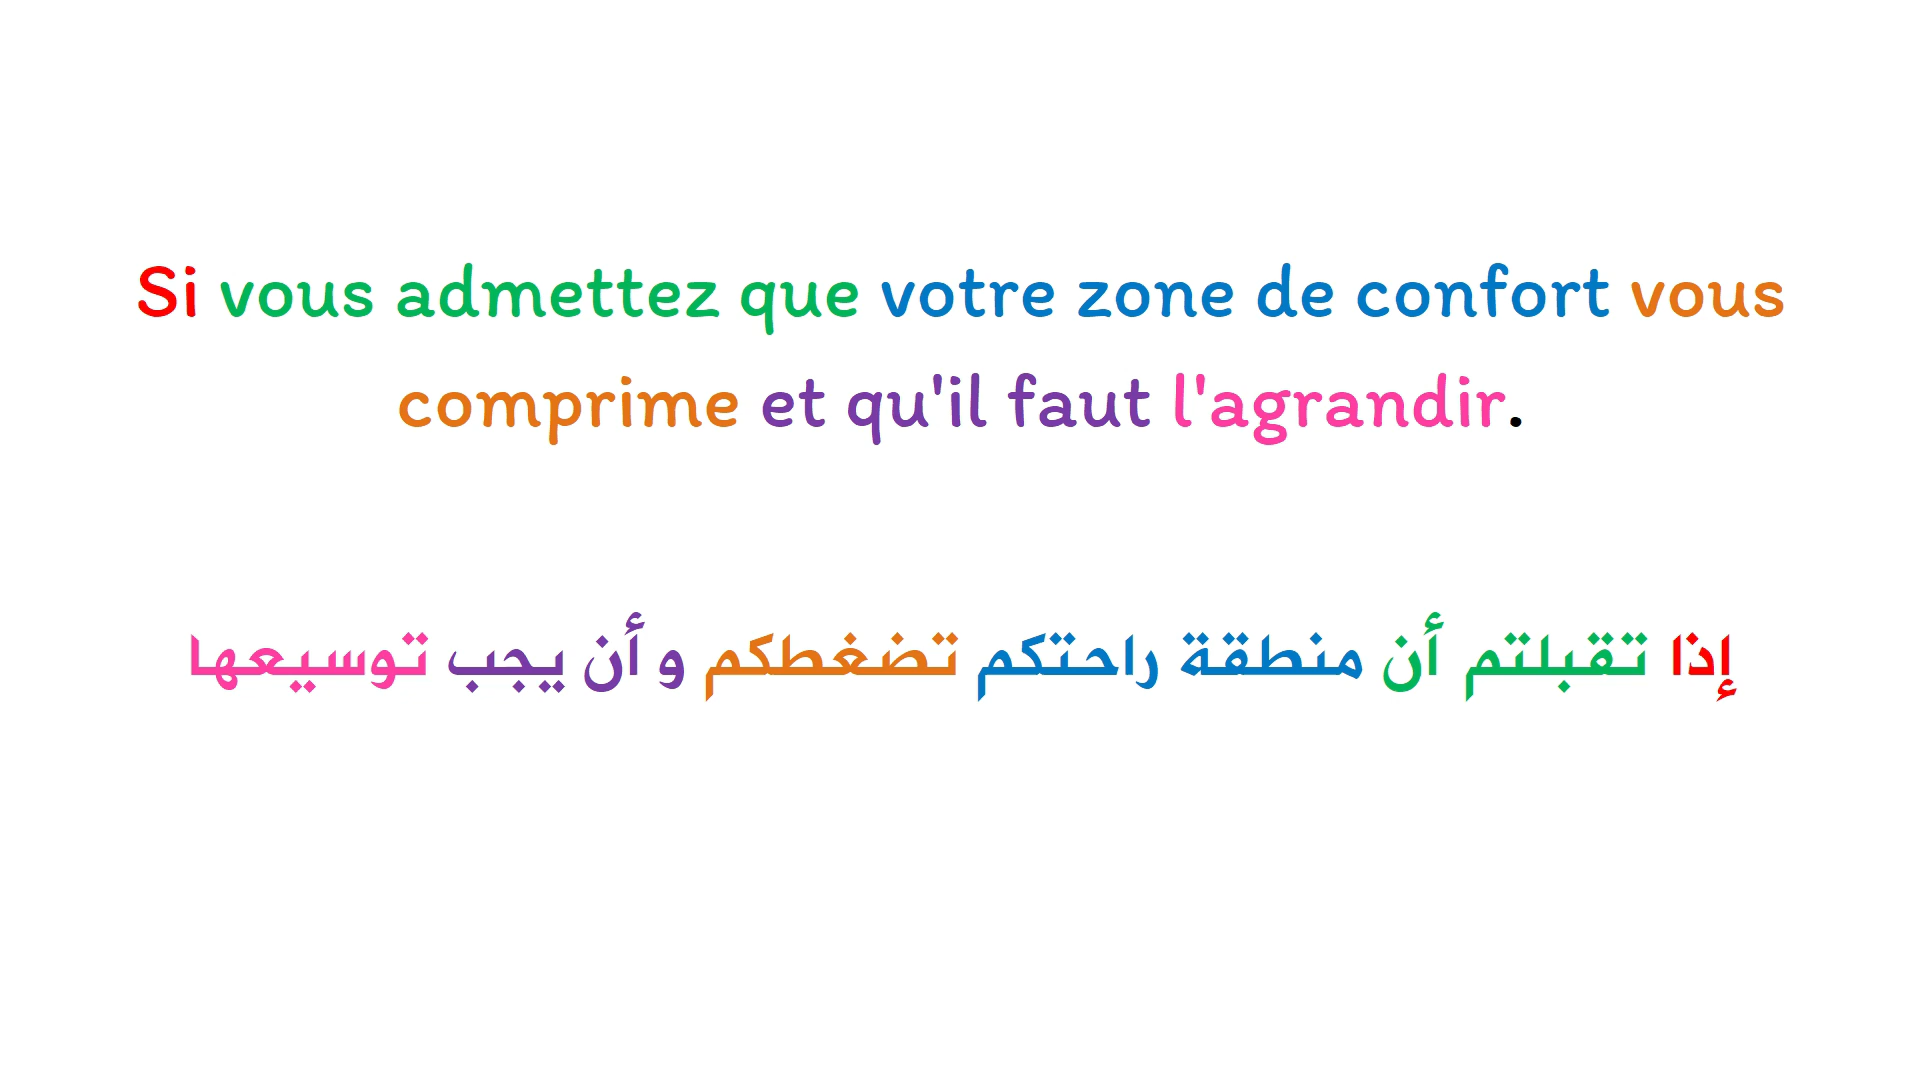 Si vous admettez que votre zone de confort vous
comprime et qu'il faut l'agrandir.
إذا تقبلتم أن منطقة راحتكم تضغطكم و أن يجب توسيعها